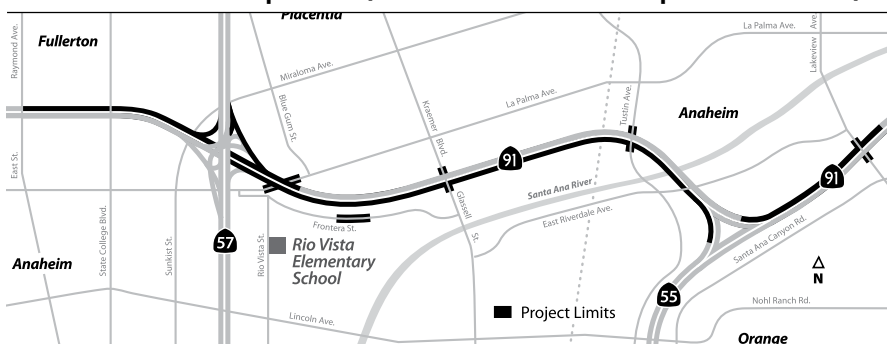 Placentia
Fullerton
Raymond Ave.
Miraloma Ave.
La Palma Ave.
Lakeview Ave.
Blue Gum St.
Kraemer Blvd.
La Palma Ave.
Tustin Ave.
Anaheim
91
91
East St.
State College Blvd.
Sunkist St.
57
Rio Vista St.
Rio Vista
Elementary
School
Frontera St.
Glassell St.
Santa Ana River
East Riverdale Ave.
Santa Ana Canyon Rd.
N
Anaheim
55
Project Limits
Nohl Ranch Rd.
Lincoln Ave.
Orange